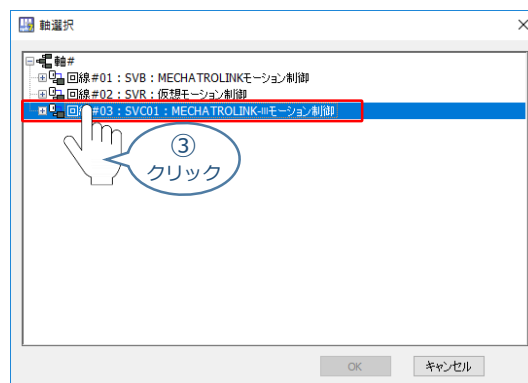 軸選択
軸#
回線#01：SVB：MECHATROLINKモーション制御
回線#02：SVR：仮想モーション制御
回線#03：SVC01：MECHATROLINK-Ⅲモーション制御
③
クリック
OK
キャンセル